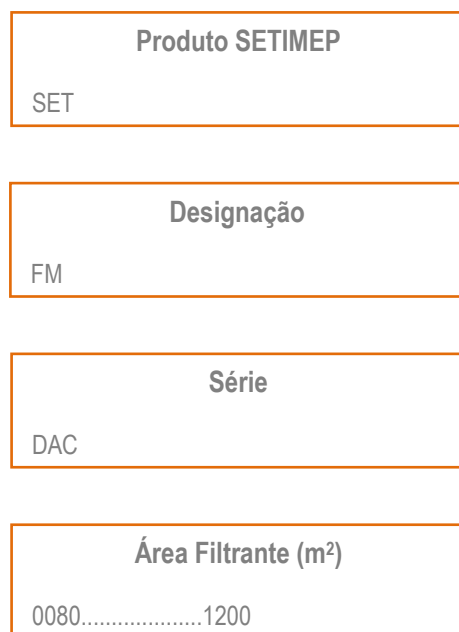 Produto SETIMEP
SET
Designação
FM
Série
DAC
Área Filtrante (m²)
0080....................1200